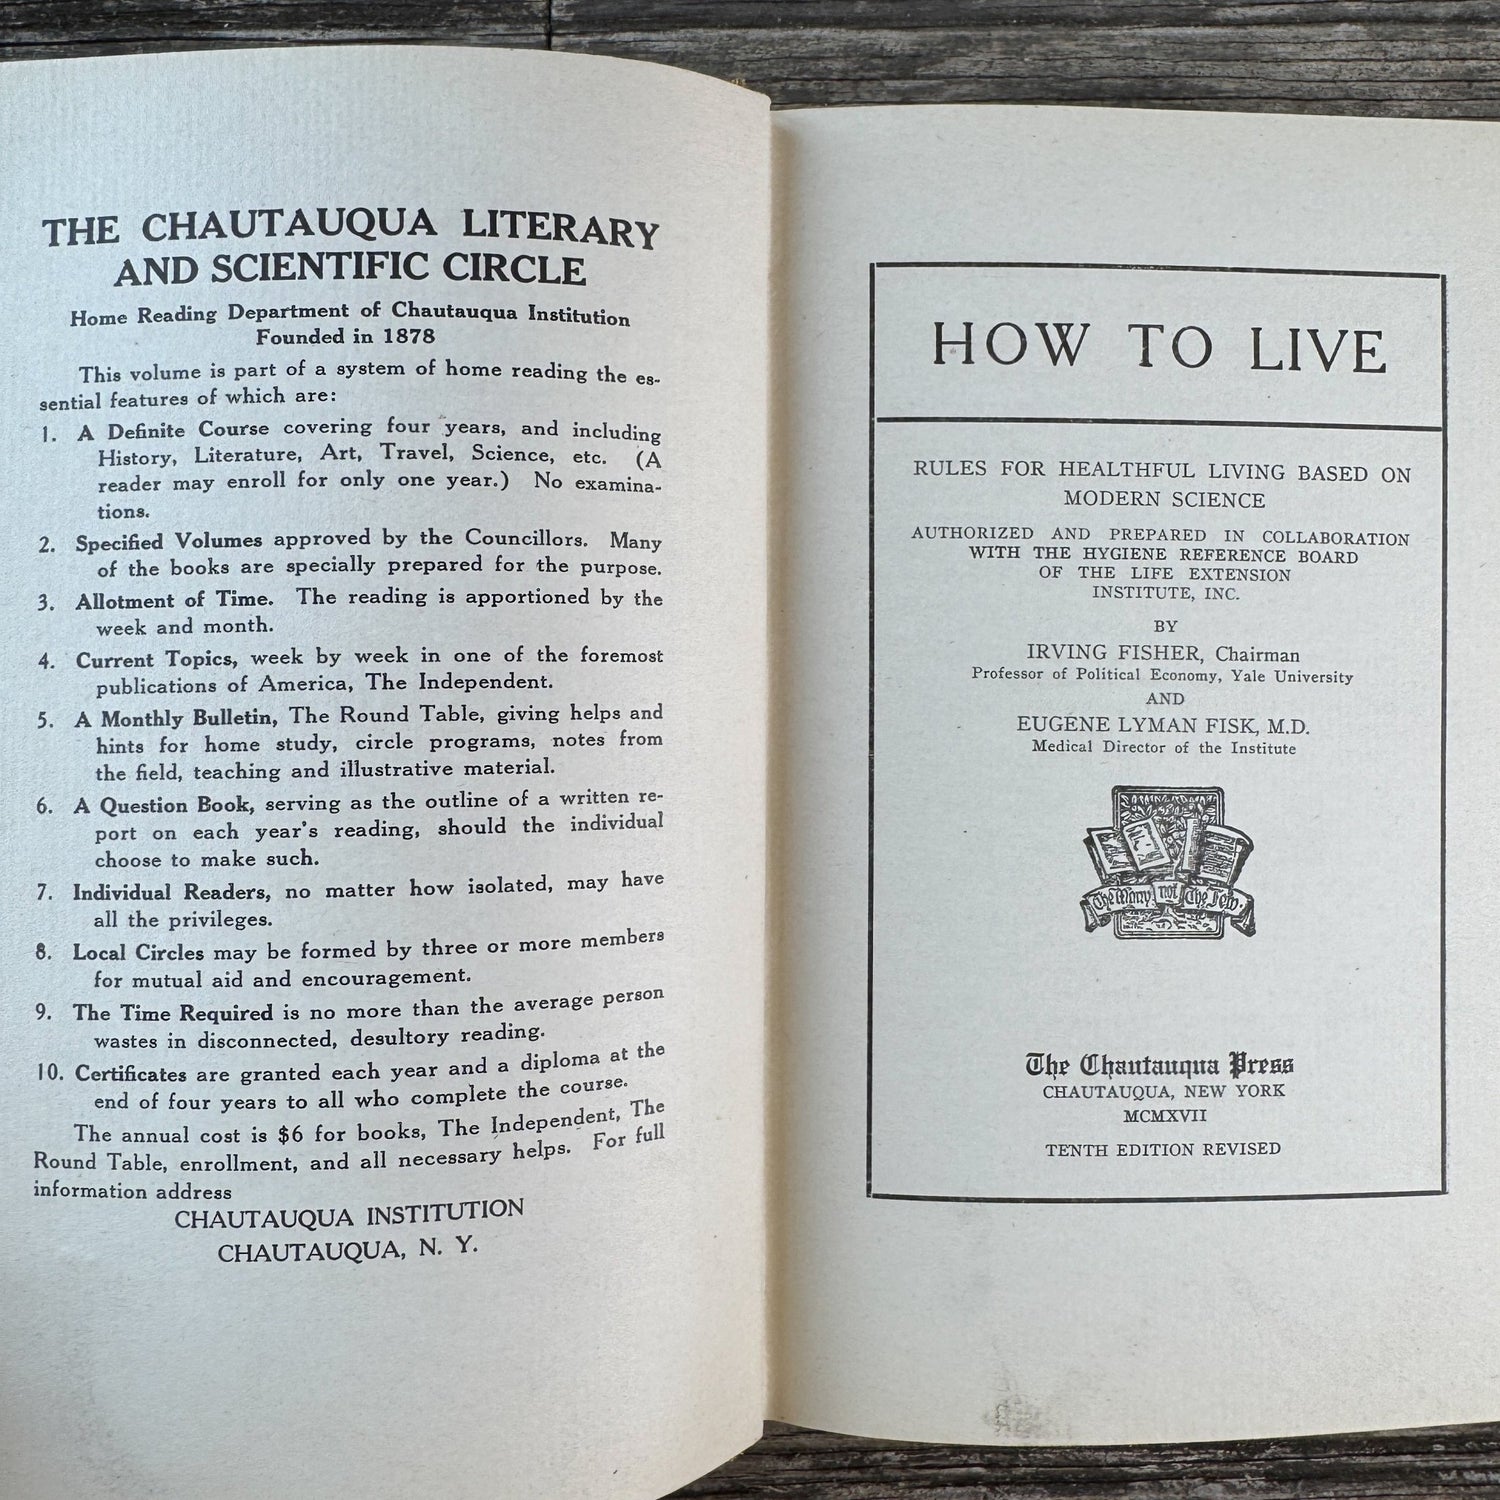 THE CHAUTAUQUA LITERARY
AND SCIENTIFIC CIRCLE
Home Reading Department of Chautauqua Institution
Founded in 1878
This volume is part of a system of home reading the es-
sential features of which are:
1. A Definite Course covering four years, and including
History, Literature, Art, Travel, Science, etc. (A
reader may enroll for only one year.) No examina-
tions.
2. Specified Volumes approved by the Councillors. Many
of the books are specially prepared for the purpose.
3. Allotment of Time. The reading is apportioned by the
week and month.
4. Current Topics, week by week in one of the foremost
publications of America, The Independent.
5. A Monthly Bulletin, The Round Table, giving helps and
hints for home study, circle programs, notes from
the field, teaching and illustrative material.
6. A Question Book, serving as the outline of a written re-
port on each year's reading, should the individual
choose to make such.
7. Individual Readers, no matter how isolated, may have
all the privileges.
8. Local Circles may be formed by three or more members
for mutual aid and encouragement.
9. The Time Required is no more than the average person
wastes in disconnected, desultory reading.
10. Certificates are granted each year and a diploma at the
end of four years to all who complete the course.
The annual cost is $6 for books, The Independent, The
Round Table, enrollment, and all necessary helps. For full
information address
CHAUTAUQUA INSTITUTION
CHAUTAUQUA, N. Y.
HOW TO LIVE
RULES FOR HEALTHFUL LIVING BASED ON
MODERN SCIENCE
AUTHORIZED AND PREPARED IN COLLABORATION
WITH THE HYGIENE REFERENCE BOARD
OF THE LIFE EXTENSION
INSTITUTE, INC.
BY
IRVING FISHER, Chairman
Professor of Political Economy, Yale University
AND
EUGENE LYMAN FISK, M.D.
Medical Director of the Institute
The Many not The Few.
The Chautauqua Press
CHAUTAUQUA, NEW YORK
MCMXVII
TENTH EDITION REVISED